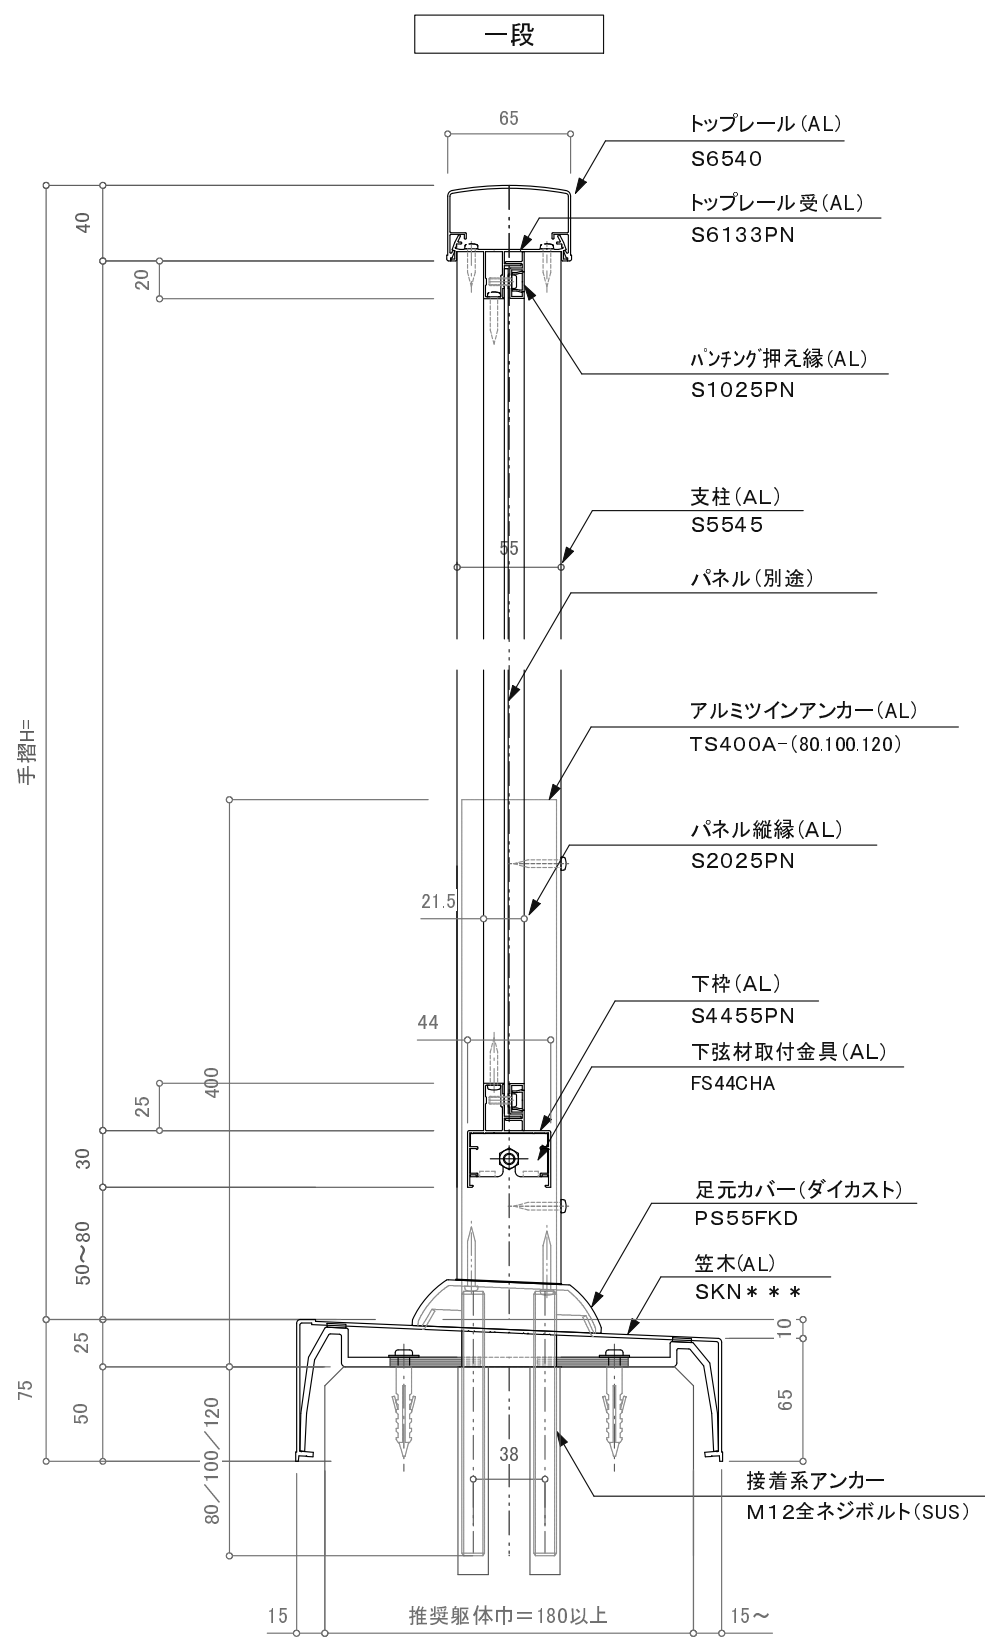 一段
65
トップレール(AL)
S6540
40
トップレール受(AL)
S6133PN
20
パンチング押え縁(AL)
S1025PN
支柱(AL)
S5545
55
パネル(別途)
手摺H=
アルミツインアンカー(AL)
TS400A-(80.100.120)
パネル縦縁(AL)
S2025PN
21.5
下枠(AL)
S4455PN
44
下弦材取付金具(AL)
FS44CHA
400
25
30
足元カバー(ダイカスト)
PS55FKD
50～80
笠木(AL)
SKN＊＊＊
10
25
75
50
65
80/100/120
38
接着系アンカー
M12全ネジボルト(SUS)
15
推奨躯体巾＝180以上
15～